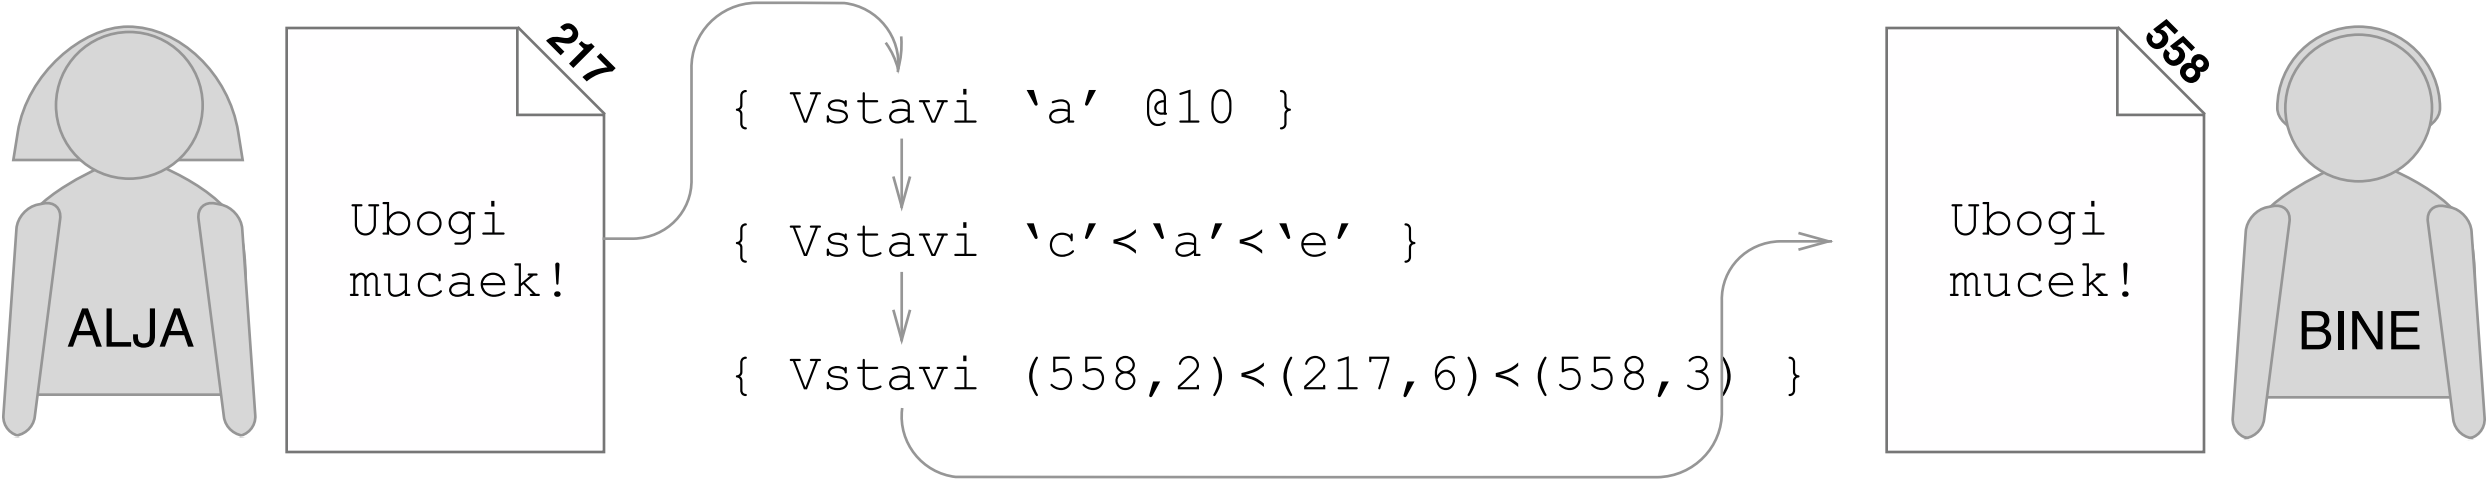 ALJA
217
Ubogi
mucaek!
{ Vstavi ‘a’ @10 }
{ Vstavi ‘c’≺‘a’≺‘e’ }
{ Vstavi (558,2)≺(217,6)≺(558,3) }
558
Ubogi
mucek!
BINE